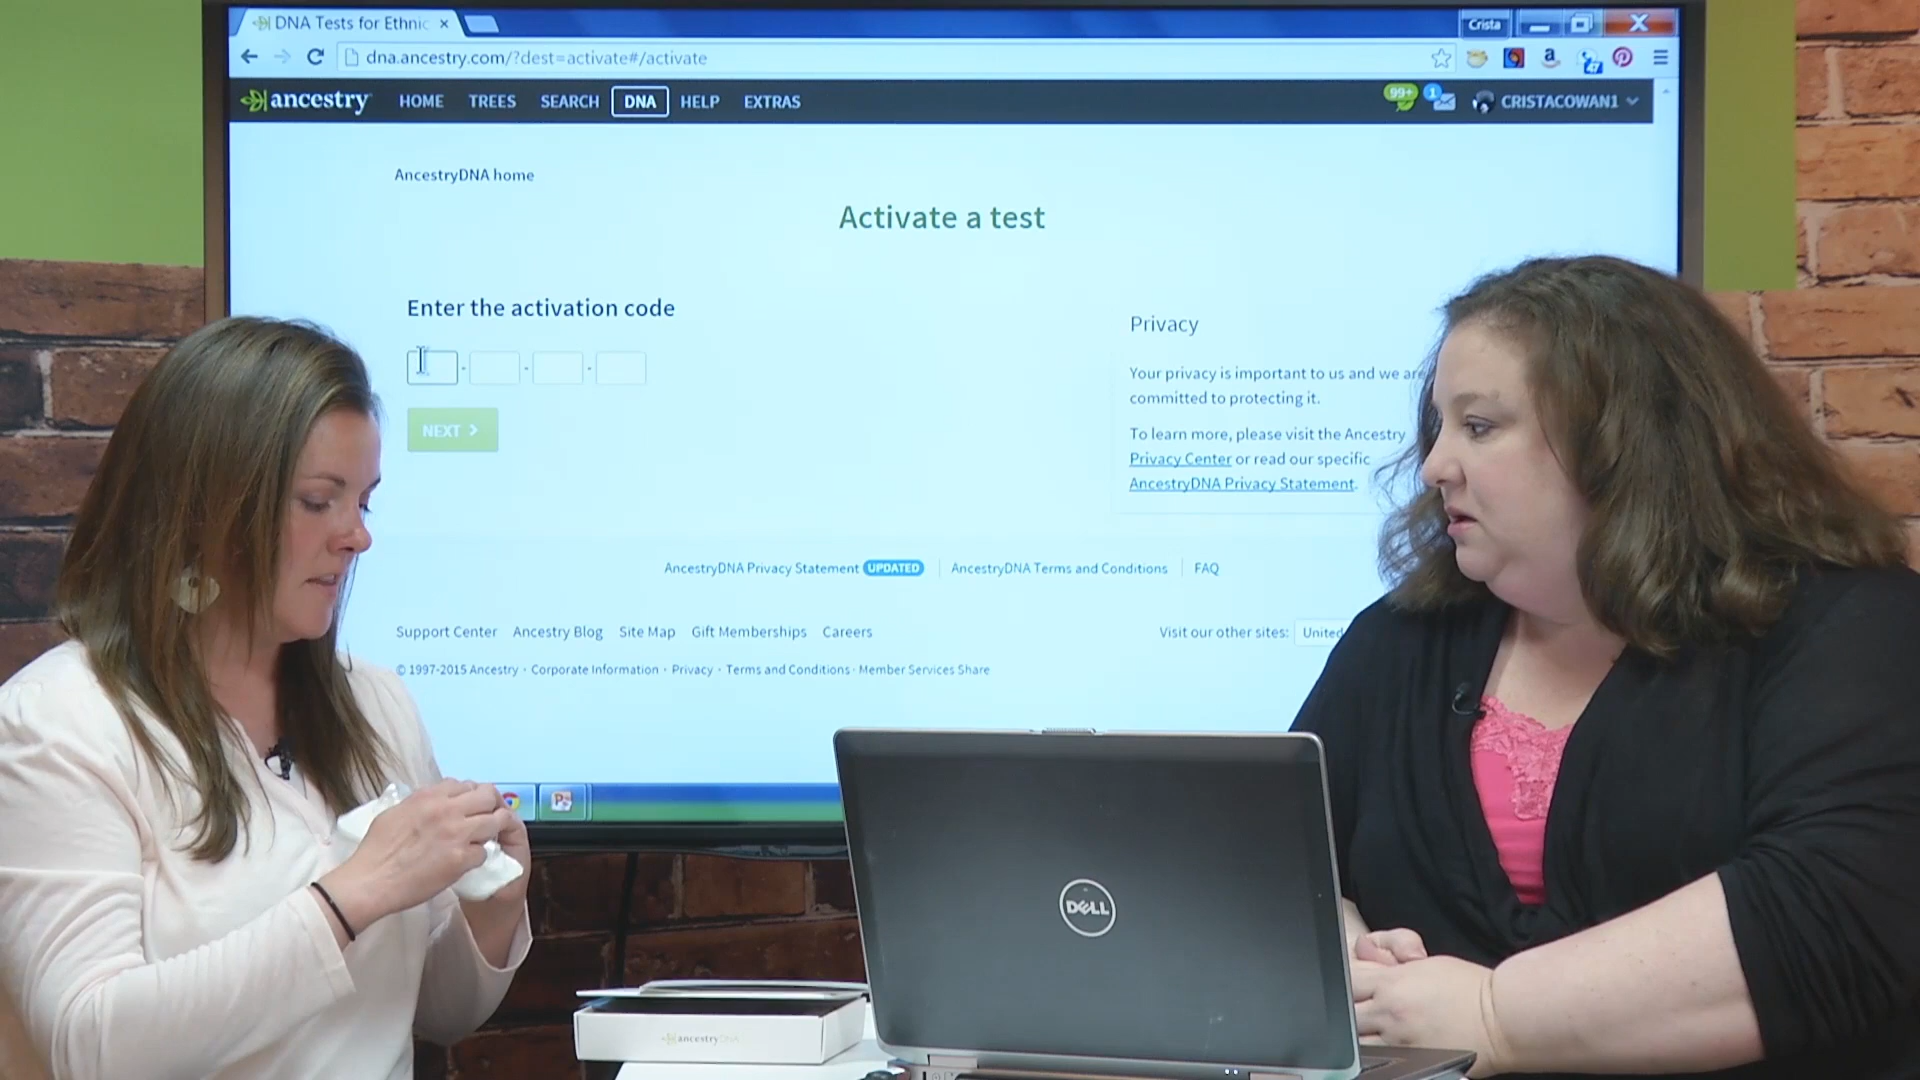 DNA Tests for Ethnic
Crista
dna.ancestry.com/?dest=activate#/activate
a
47
ancestry HOME TREES SEARCH DNA HELP EXTRAS 99+ 1 CRISTACOWAN1
AncestryDNA home
Activate a test
Enter the activation code
- - -
NEXT >
Privacy
Your privacy is important to us and we are
committed to protecting it.
To learn more, please visit the Ancestry
Privacy Center or read our specific
AncestryDNA Privacy Statement.
AncestryDNA Privacy Statement UPDATED AncestryDNA Terms and Conditions FAQ
Support Center Ancestry Blog Site Map Gift Memberships Careers
Visit our other sites: United
© 1997-2015 Ancestry · Corporate Information · Privacy · Terms and Conditions · Member Services Share
DELL
ancestryDNA